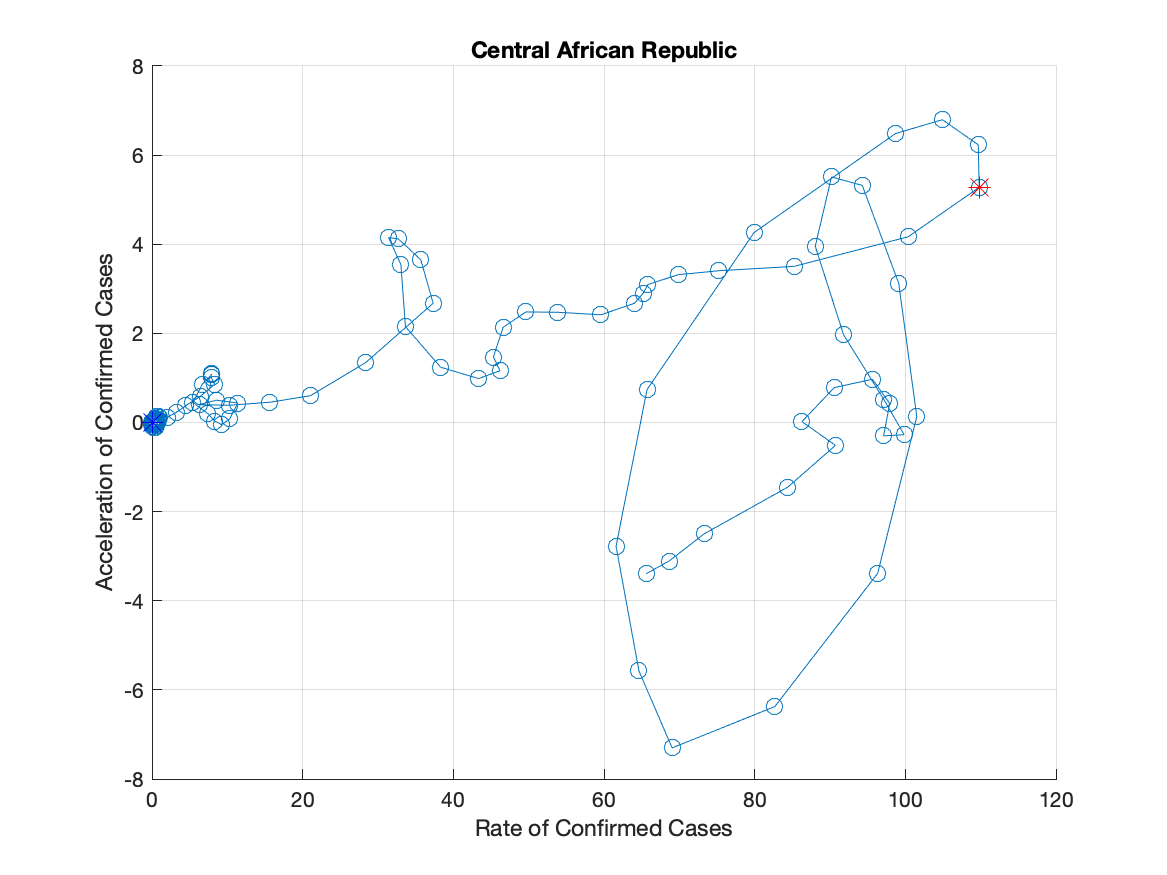 Central African Republic
8
6
4
2
0
-2
-4
-6
-8
Acceleration of Confirmed Cases
0 20 40 60 80 100 120
Rate of Confirmed Cases